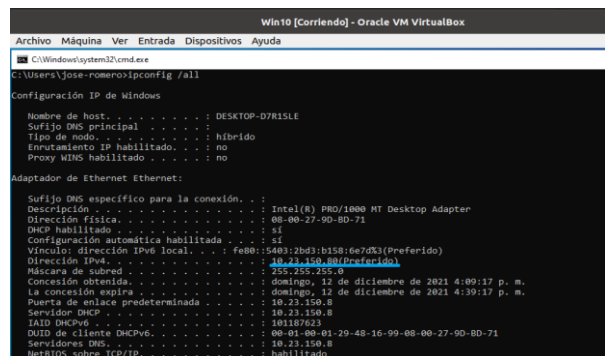 Win10 [Corriendo] - Oracle VM VirtualBox
Archivo Máquina Ver Entrada Dispositivos Ayuda
C:\Windows\system32\cmd.exe
C:\Users\jose-romero>ipconfig /all
Configuración IP de Windows
Nombre de host. . . . . . . . . : DESKTOP-D7R1SLE
Sufijo DNS principal . . . . . :
Tipo de nodo. . . . . . . . . . : híbrido
Enrutamiento IP habilitado. . . : no
Proxy WINS habilitado . . . . . : no
Adaptador de Ethernet Ethernet:
Sufijo DNS específico para la conexión. . :
Descripción . . . . . . . . . . . . . . . : Intel(R) PRO/1000 MT Desktop Adapter
Dirección física. . . . . . . . . . . . . : 08-00-27-9D-BD-71
DHCP habilitado . . . . . . . . . . . . . : sí
Configuración automática habilitada . . . : sí
Vínculo: dirección IPv6 local. . . : fe80::5403:2bd3:b158:6e7d%3(Preferido)
Dirección IPv4. . . . . . . . . . . . . . : 10.23.150.80(Preferido)
Máscara de subred . . . . . . . . . . . . : 255.255.255.0
Concesión obtenida. . . . . . . . . . . . : domingo, 12 de diciembre de 2021 4:09:17 p. m.
La concesión expira . . . . . . . . . . . : domingo, 12 de diciembre de 2021 4:39:17 p. m.
Puerta de enlace predeterminada . . . . . : 10.23.150.8
Servidor DHCP . . . . . . . . . . . . . . : 10.23.150.8
IAID DHCPv6 . . . . . . . . . . . . . . . : 101187623
DUID de cliente DHCPv6. . . . . . . . . . : 00-01-00-01-29-48-16-99-08-00-27-9D-BD-71
Servidores DNS. . . . . . . . . . . . . . : 10.23.150.8
NetBIOS sobre TCP/IP. . . . . . . . . . . : habilitado